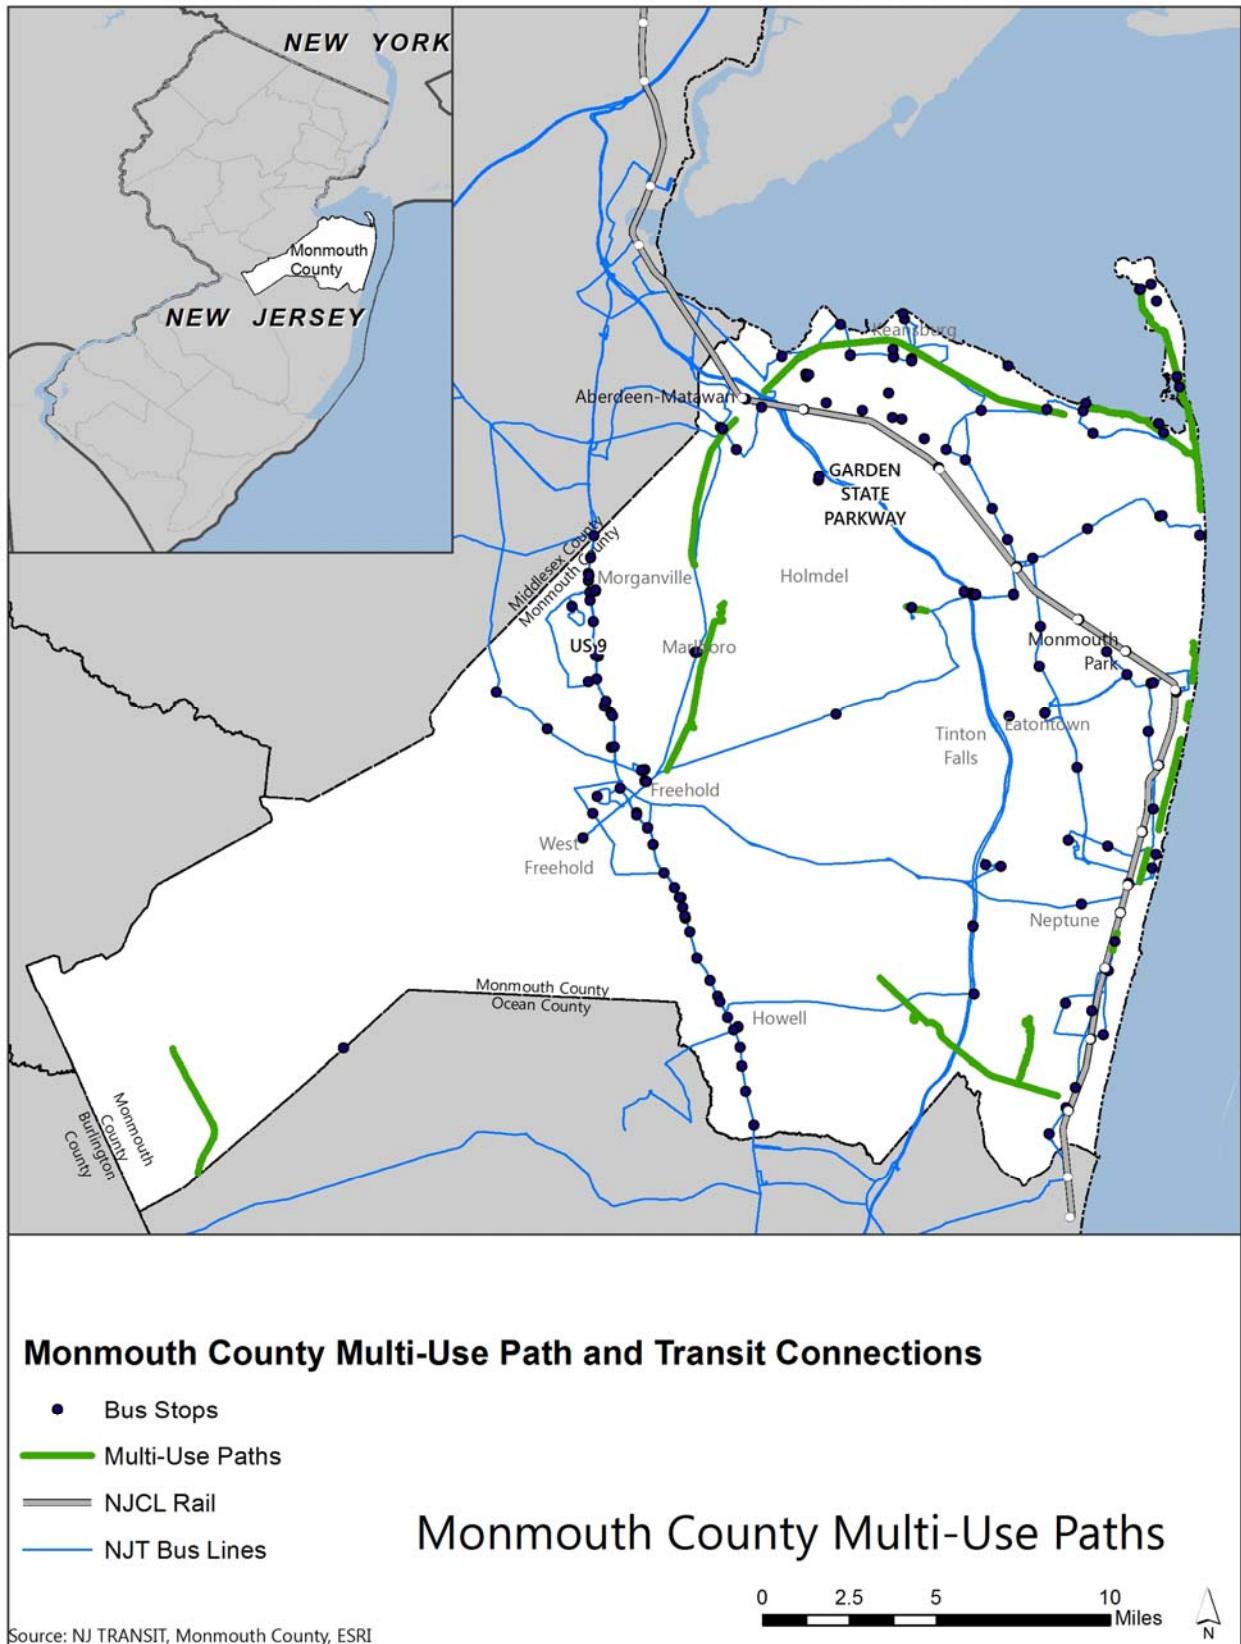 NEW YORK
Monmouth
County
NEW JERSEY
Keansburg
Aberdeen-Matawan
GARDEN
STATE
PARKWAY
Middlesex County
Monmouth County
Morganville
Holmdel
US 9
Marlboro
Monmouth
Park
Eatontown
Tinton
Falls
Freehold
West
Freehold
Neptune
Monmouth County
Ocean County
Howell
Monmouth
County
Burlington
County
Monmouth County Multi-Use Path and Transit Connections
Bus Stops
Multi-Use Paths
NJCL Rail
NJT Bus Lines
Monmouth County Multi-Use Paths
0 2.5 5 10
Miles
N
Source: NJ TRANSIT, Monmouth County, ESRI